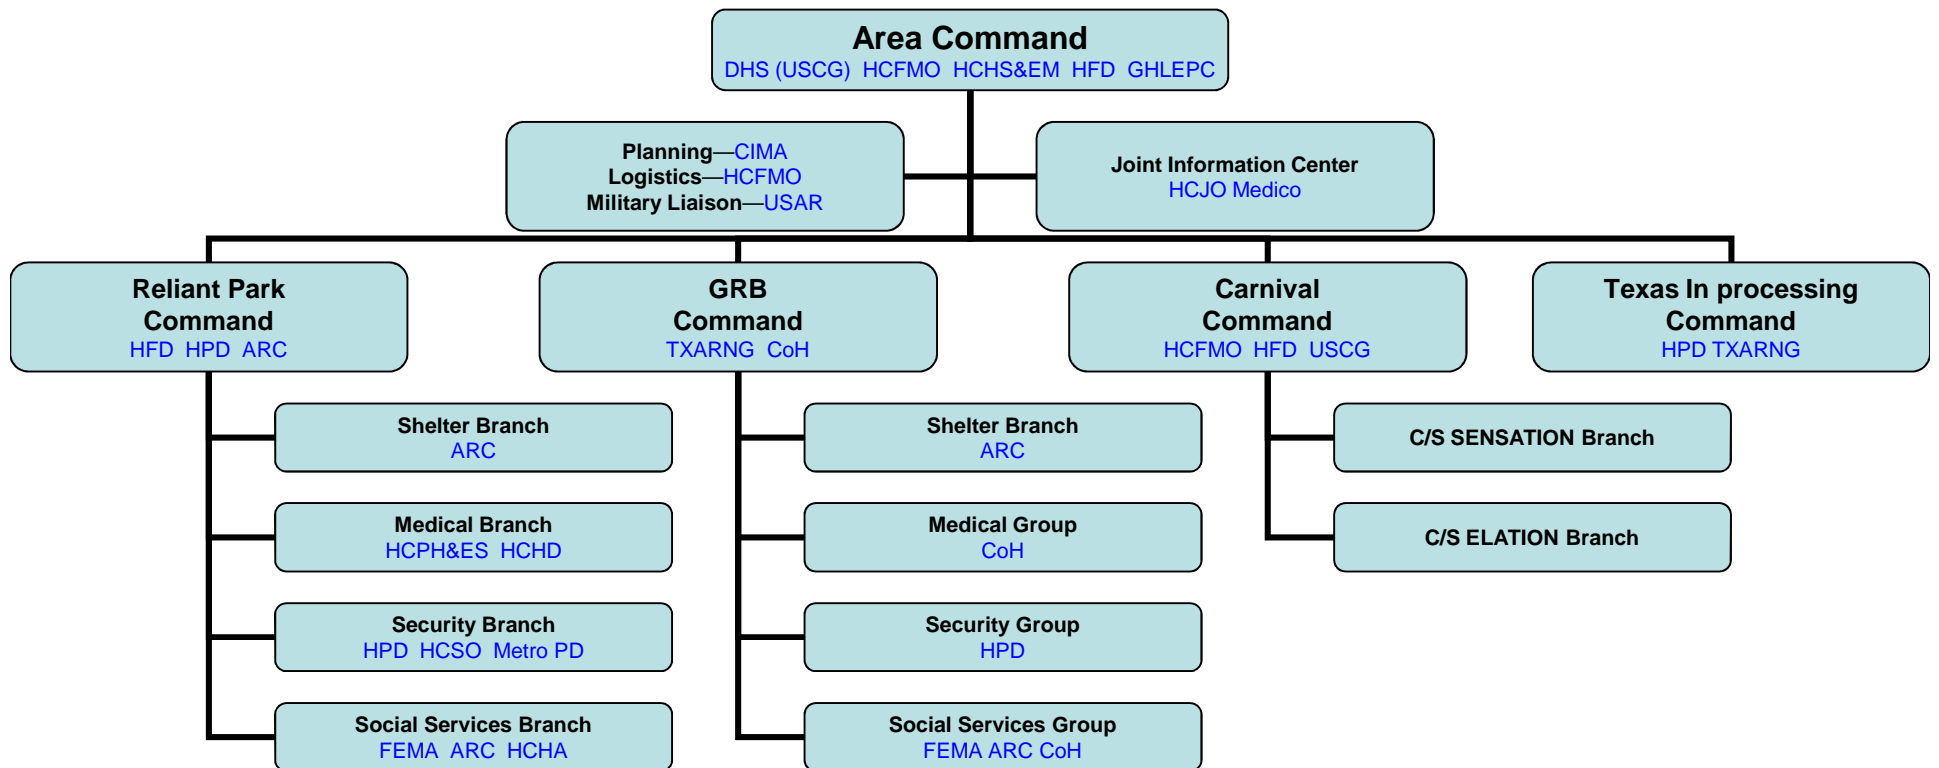 Area Command
DHS (USCG) HCFMO HCHS&EM HFD GHLEPC
Planning—CIMA
Logistics—HCFMO
Military Liaison—USAR
Joint Information Center
HCJO Medico
Reliant Park
Command
HFD HPD ARC
GRB
Command
TXARNG CoH
Carnival
Command
HCFMO HFD USCG
Texas In processing
Command
HPD TXARNG
Shelter Branch
ARC
Medical Branch
HCPH&ES HCHD
Security Branch
HPD HCSO Metro PD
Social Services Branch
FEMA ARC HCHA
Shelter Branch
ARC
Medical Group
CoH
Security Group
HPD
Social Services Group
FEMA ARC CoH
C/S SENSATION Branch
C/S ELATION Branch